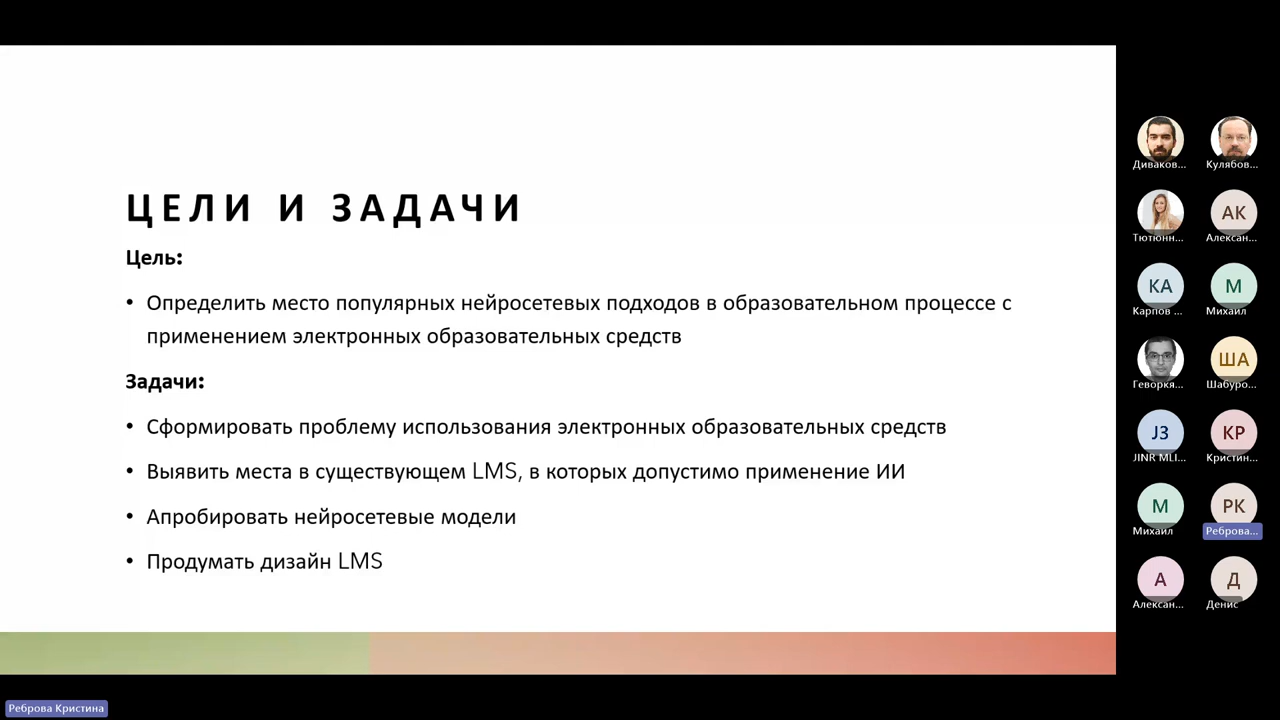 ЦЕЛИ И ЗАДАЧИ
Цель:
• Определить место популярных нейросетевых подходов в образовательном процессе с
применением электронных образовательных средств
Задачи:
• Сформировать проблему использования электронных образовательных средств
• Выявить места в существующем LMS, в которых допустимо применение ИИ
• Апробировать нейросетевые модели
• Продумать дизайн LMS
Диваков...
Кулябов...
Тютюнн...
АК
Алексан...
КА
Карпов ...
М
Михаил
Геворкя...
ША
Шабуро...
JЗ
JINR MLI...
КР
Кристин...
М
Михаил
РК
Реброва...
А
Алексан...
Д
Денис
Реброва Кристина